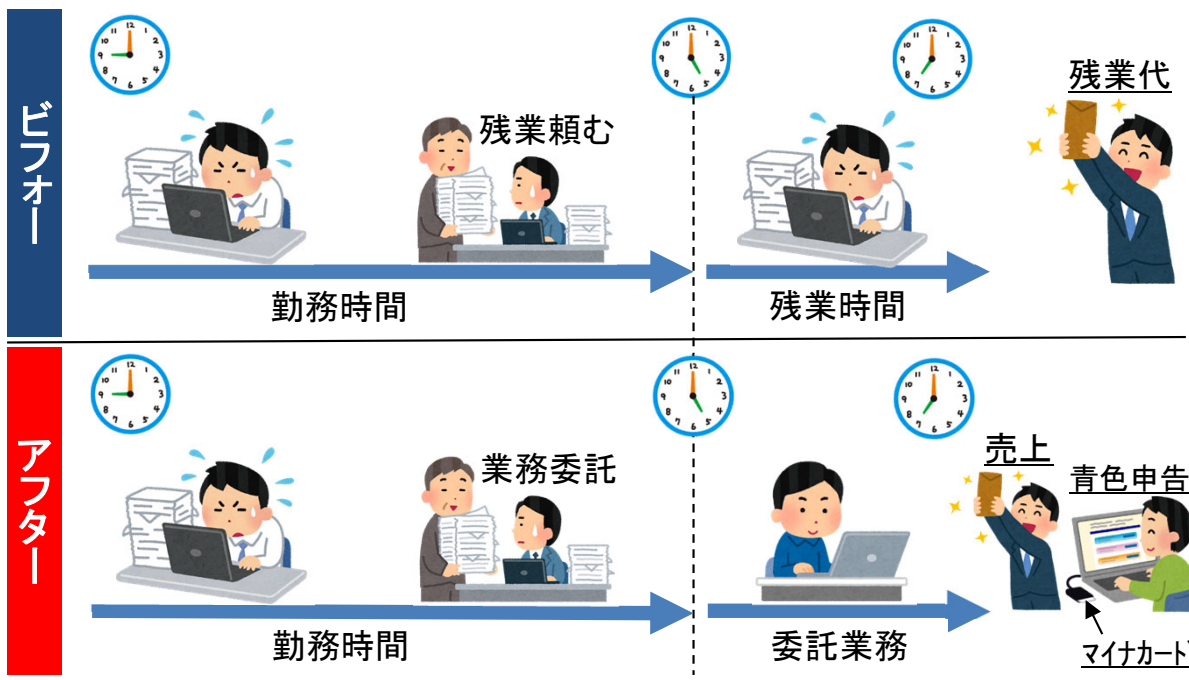 ビフォー
残業頼む
残業代
勤務時間
残業時間
アフター
業務委託
売上
青色申告
勤務時間
委託業務
マイナカード